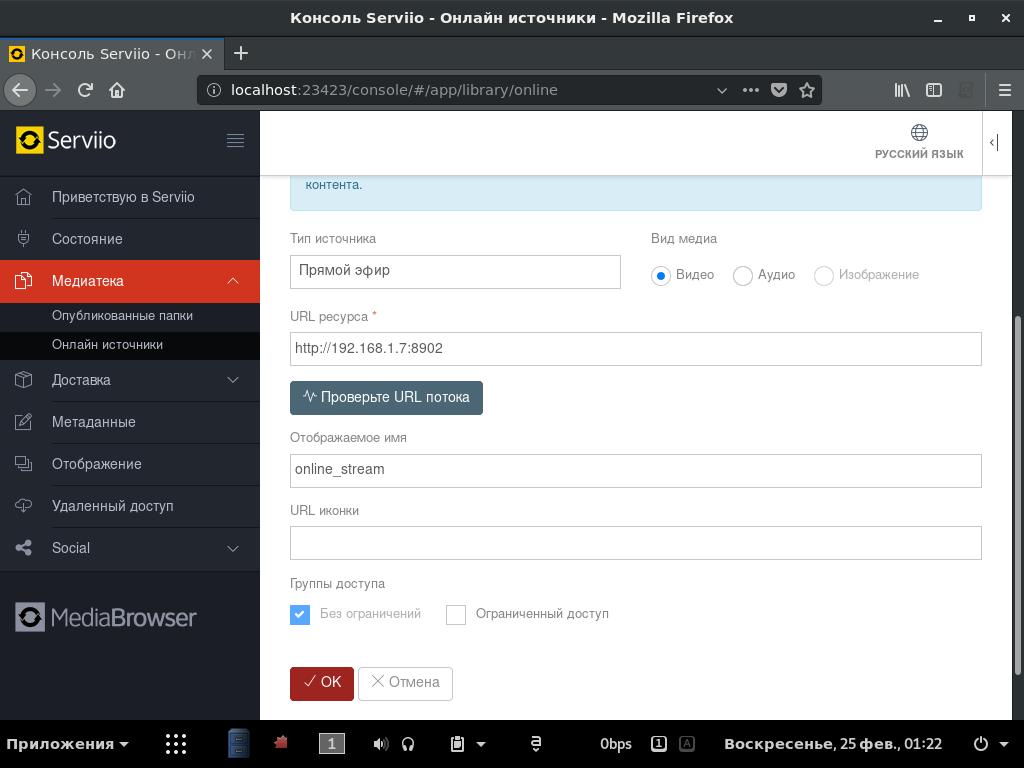 Консоль Serviio - Онлайн источники - Mozilla Firefox
Консоль Serviio - Онл
localhost:23423/console/#/app/library/online
Serviio
РУССКИЙ ЯЗЫК
Приветствую в Serviio
Состояние
Медиатека
Опубликованные папки
Онлайн источники
Доставка
Метаданные
Отображение
Удаленный доступ
Social
MediaBrowser
контента.
Тип источника
Вид медиа
Прямой эфир
Видео
Аудио
Изображение
URL ресурса *
http://192.168.1.7:8902
Проверьте URL потока
Отображаемое имя
online_stream
URL иконки
Группы доступа
Без ограничений
Ограниченный доступ
OK
Отмена
Приложения
1
0bps
1
A
Воскресенье, 25 фев., 01:22